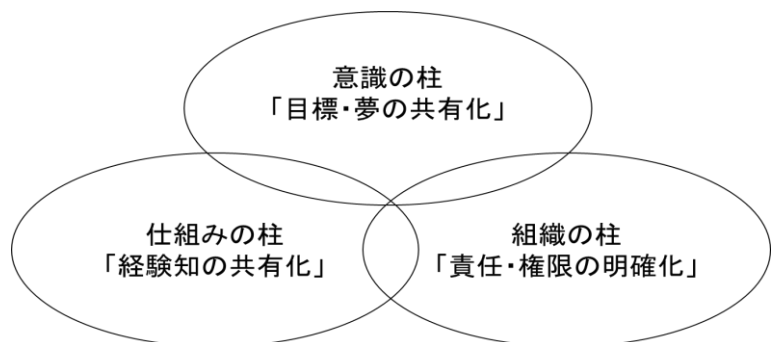 意識の柱
「目標・夢の共有化」
仕組みの柱
「経験知の共有化」
組織の柱
「責任・権限の明確化」